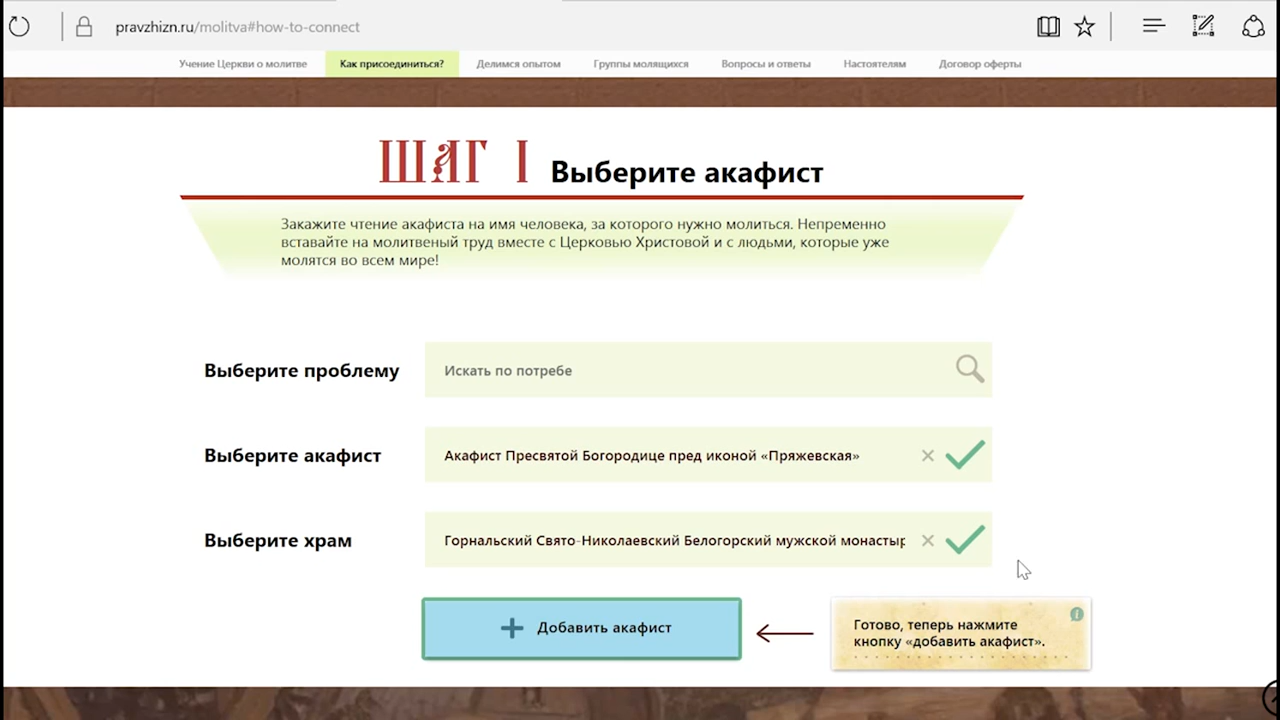 pravzhizn.ru/molitva#how-to-connect
Учение Церкви о молитве Как присоединиться? Делимся опытом Группы молящихся Вопросы и ответы Настоятелям Договор оферты
ШАГ I Выберите акафист
Закажите чтение акафиста на имя человека, за которого нужно молиться. Непременно
вставайте на молитвеный труд вместе с Церковью Христовой и с людьми, которые уже
молятся во всем мире!
Выберите проблему Искать по потребе
Выберите акафист Акафист Пресвятой Богородице пред иконой «Пряжевская»
Выберите храм Горнальский Свято-Николаевский Белогорский мужской монастыр
Добавить акафист
Готово, теперь нажмите
кнопку «добавить акафист».